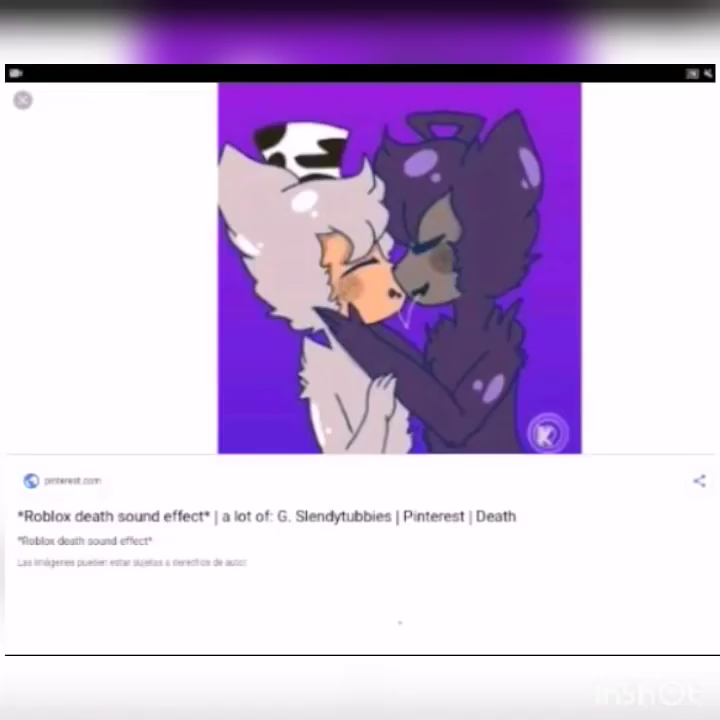 pinterest.com
*Roblox death sound effect* | a lot of: G. Slendytubbies | Pinterest | Death
*Roblox death sound effect*
Las imágenes pueden estar sujetas a derechos de autor.
InShOt